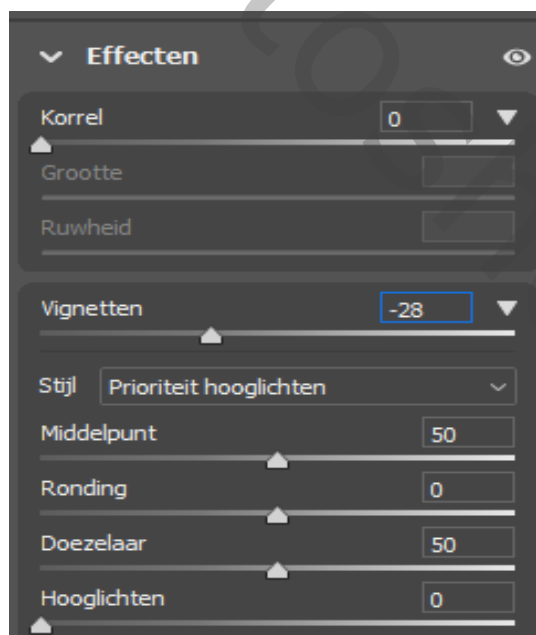 Effecten
Korrel 0
Grootte
Ruwheid
Vignetten -28
Stijl Prioriteit hooglichten
Middelpunt 50
Ronding 0
Doezelaar 50
Hooglichten 0